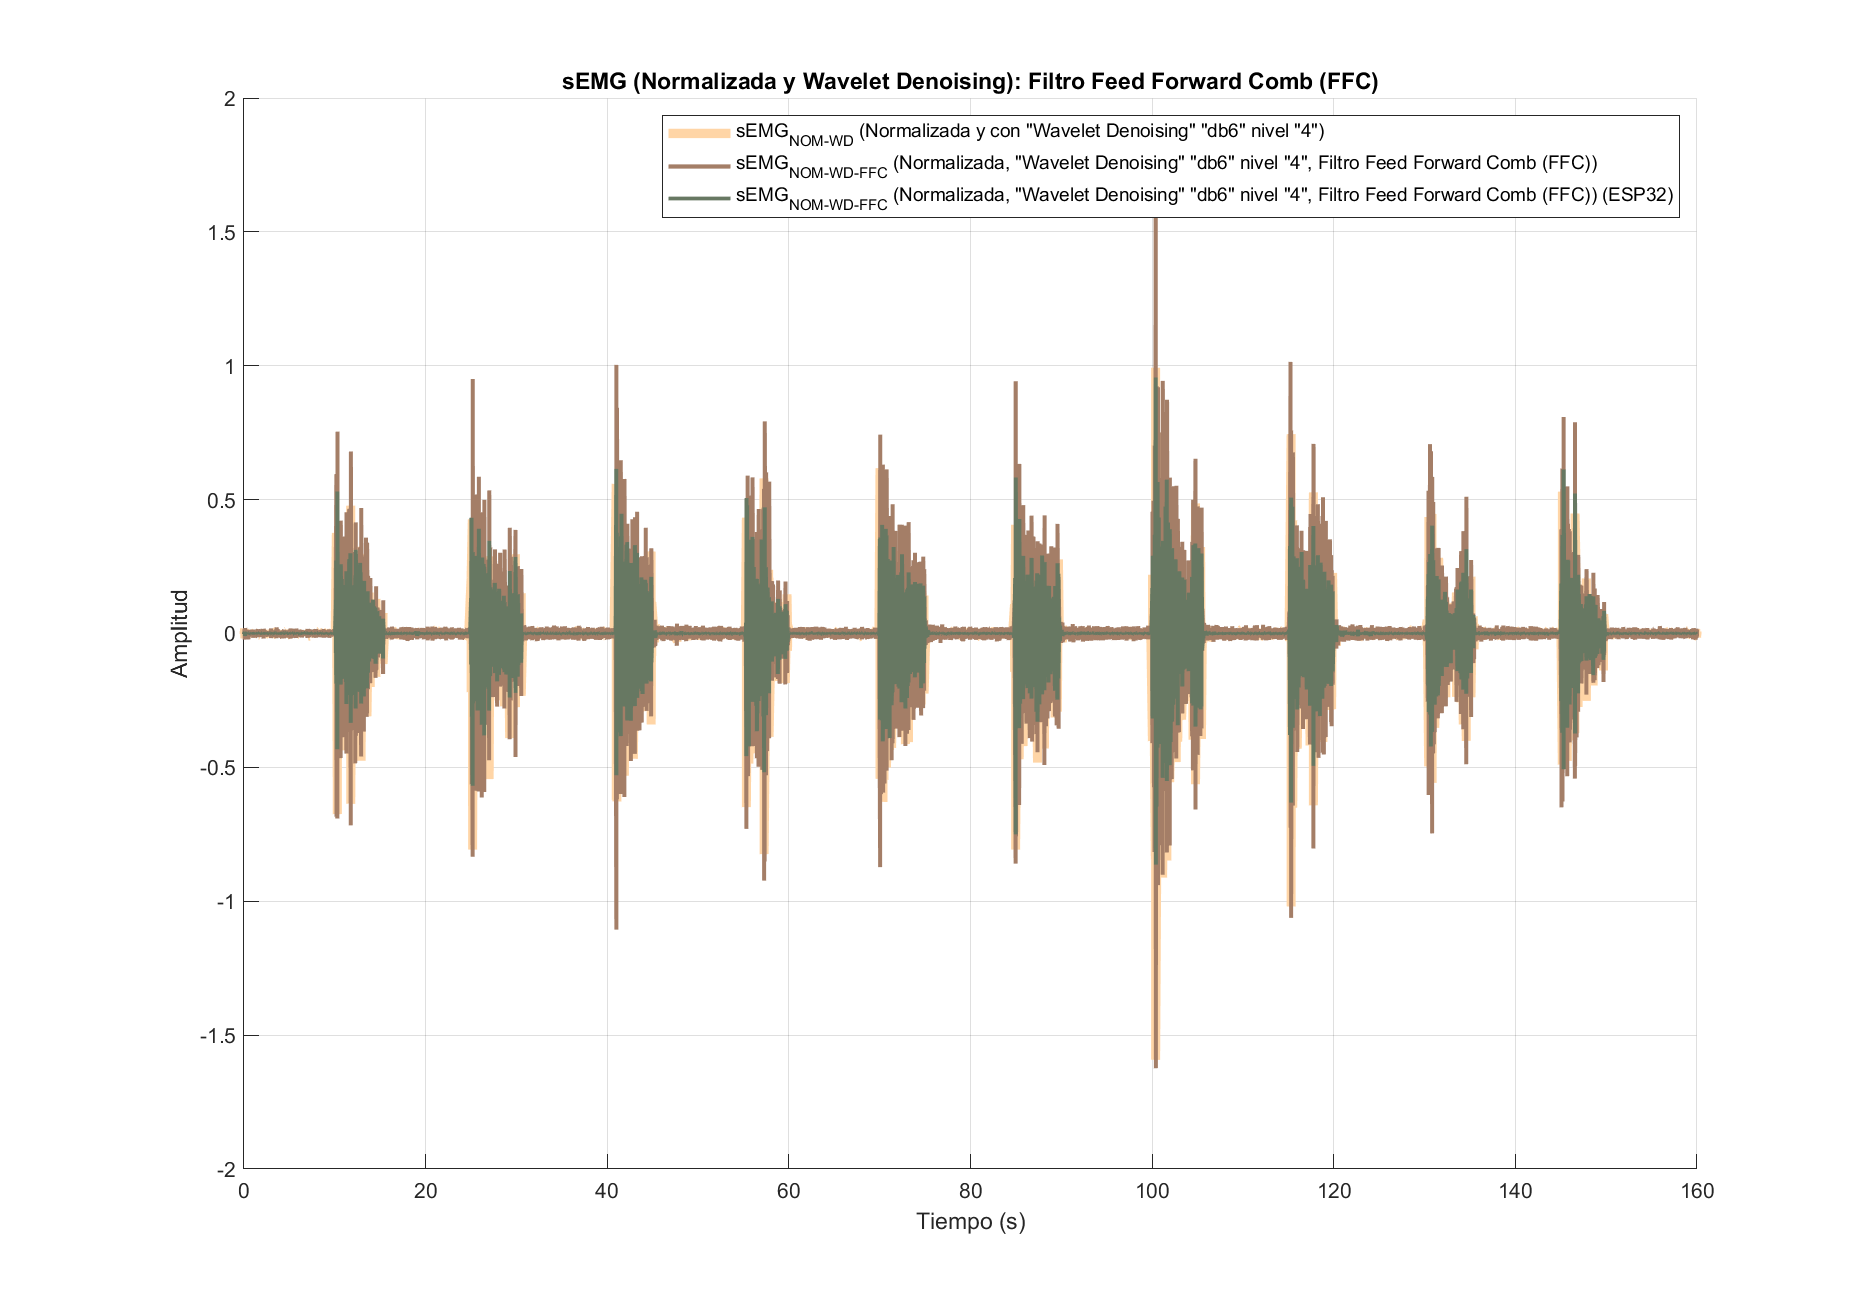 sEMG (Normalizada y Wavelet Denoising): Filtro Feed Forward Comb (FFC)
sEMG_NOM-WD (Normalizada y con "Wavelet Denoising" "db6" nivel "4")
sEMG_NOM-WD-FFC (Normalizada, "Wavelet Denoising" "db6" nivel "4", Filtro Feed Forward Comb (FFC))
sEMG_NOM-WD-FFC (Normalizada, "Wavelet Denoising" "db6" nivel "4", Filtro Feed Forward Comb (FFC)) (ESP32)
2
1.5
1
0.5
0
-0.5
-1
-1.5
-2
Amplitud
0 20 40 60 80 100 120 140 160
Tiempo (s)